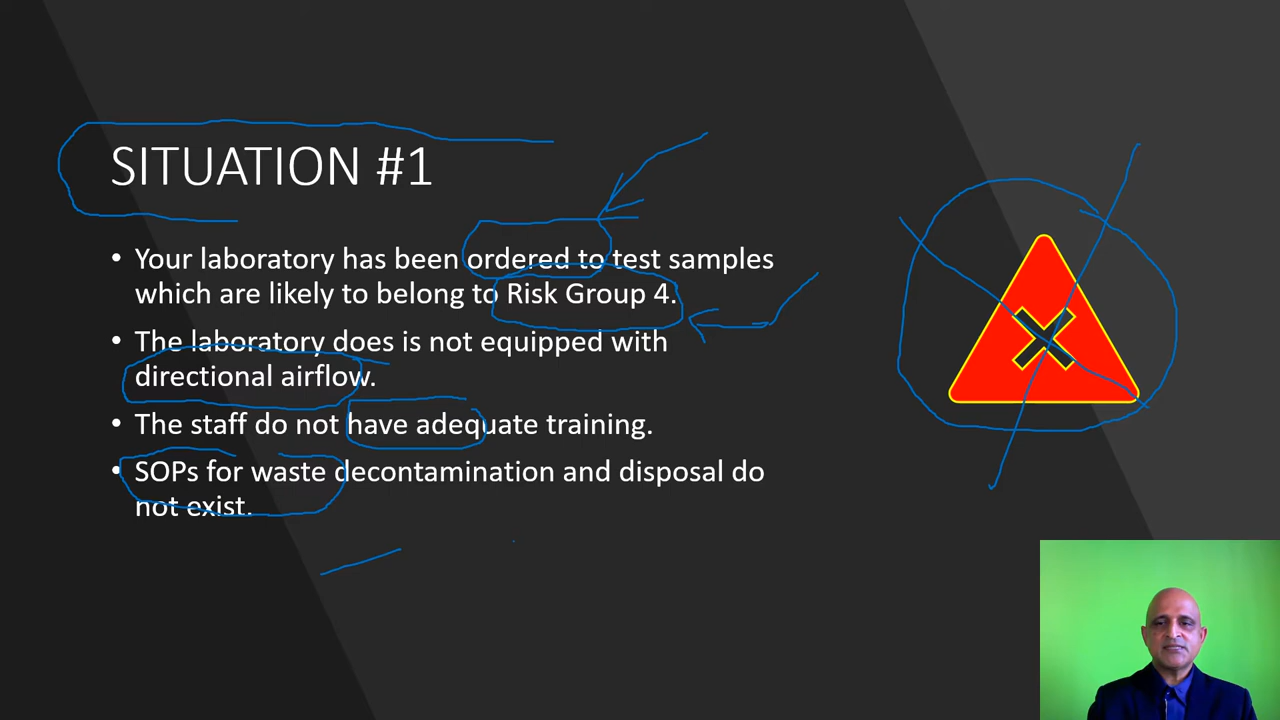 SITUATION #1
• Your laboratory has been ordered to test samples
which are likely to belong to Risk Group 4.
• The laboratory does is not equipped with
directional airflow.
• The staff do not have adequate training.
• SOPs for waste decontamination and disposal do
not exist.